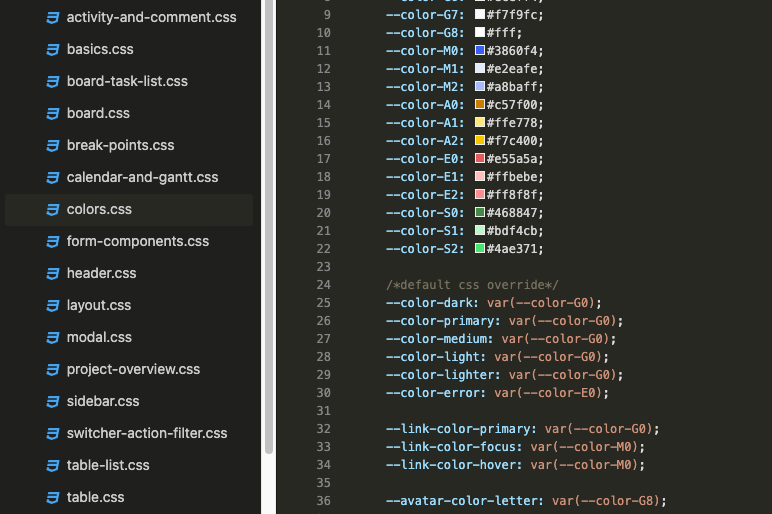 activity-and-comment.css
basics.css
board-task-list.css
board.css
break-points.css
calendar-and-gantt.css
colors.css
form-components.css
header.css
layout.css
modal.css
project-overview.css
sidebar.css
switcher-action-filter.css
table-list.css
table.css
9 --color-G7: #f7f9fc;
10 --color-G8: #fff;
11 --color-M0: #3860f4;
12 --color-M1: #e2eafe;
13 --color-M2: #a8baff;
14 --color-A0: #c57f00;
15 --color-A1: #ffe778;
16 --color-A2: #f7c400;
17 --color-E0: #e55a5a;
18 --color-E1: #ffbebe;
19 --color-E2: #ff8f8f;
20 --color-S0: #468847;
21 --color-S1: #bdf4cb;
22 --color-S2: #4ae371;
23
24 /*default css override*/
25 --color-dark: var(--color-G0);
26 --color-primary: var(--color-G0);
27 --color-medium: var(--color-G0);
28 --color-light: var(--color-G0);
29 --color-lighter: var(--color-G0);
30 --color-error: var(--color-E0);
31
32 --link-color-primary: var(--color-G0);
33 --link-color-focus: var(--color-M0);
34 --link-color-hover: var(--color-M0);
35
36 --avatar-color-letter: var(--color-G8);